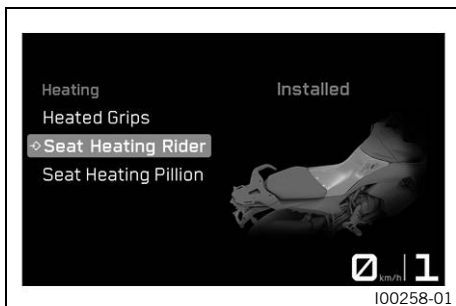 Heating
Installed
Heated Grips
Seat Heating Rider
Seat Heating Pillion
0 km/h 1
I00258-01